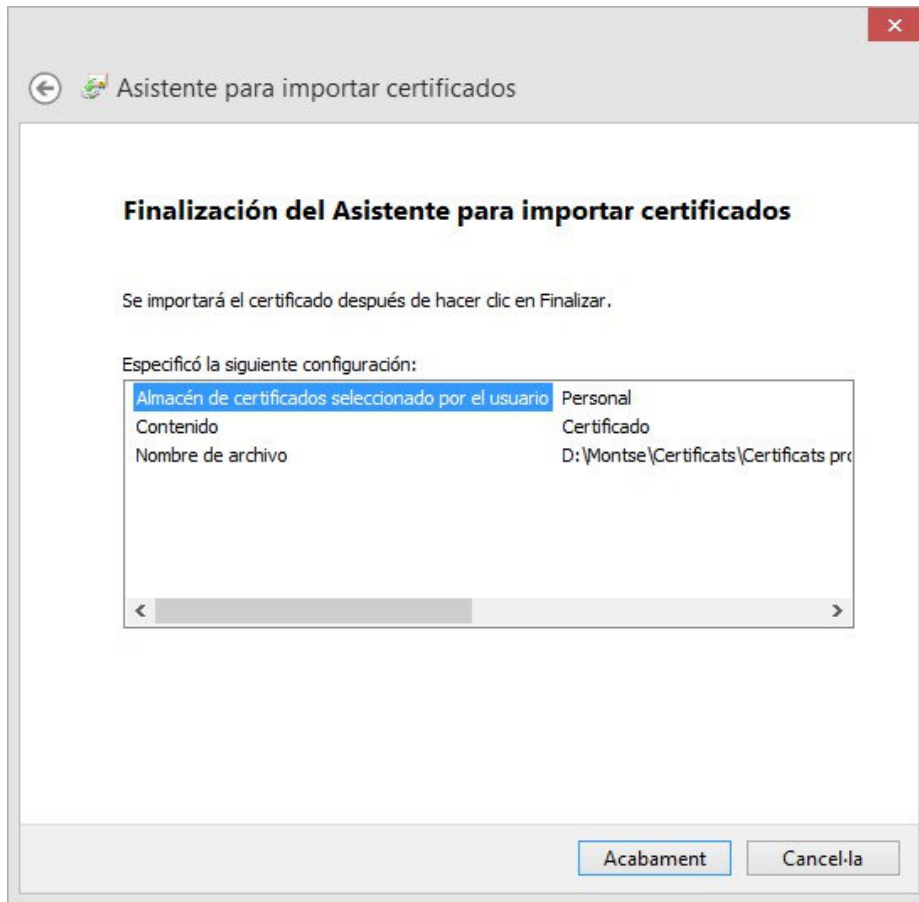 Asistente para importar certificados
Finalización del Asistente para importar certificados
Se importará el certificado después de hacer clic en Finalizar.
Especificó la siguiente configuración:
Almacén de certificados seleccionado por el usuario Personal
Contenido Certificado
Nombre de archivo D:\Montse\Certificats\Certificats pro
Acabament Cancel·la